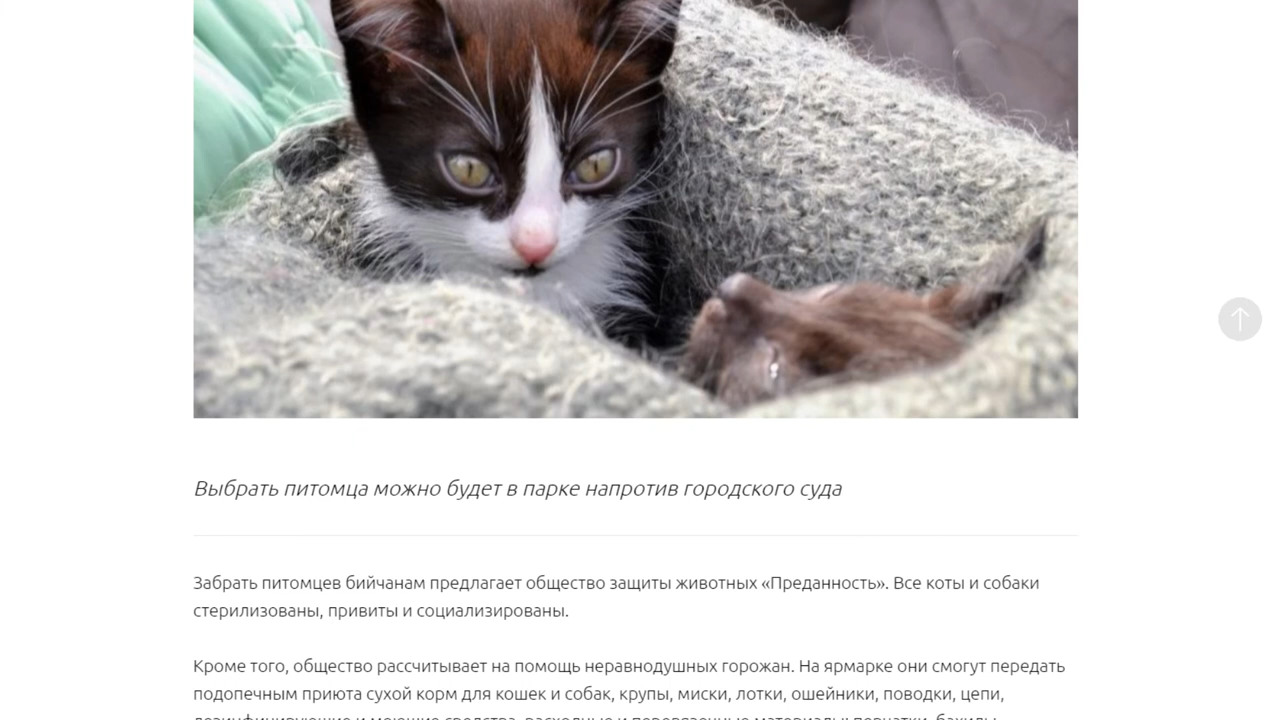 Выбрать питомца можно будет в парке напротив городского суда
Забрать питомцев бийчанам предлагает общество защиты животных «Преданность». Все коты и собаки
стерилизованы, привиты и социализированы.
Кроме того, общество рассчитывает на помощь неравнодушных горожан. На ярмарке они смогут передать
подопечным приюта сухой корм для кошек и собак, крупы, миски, лотки, ошейники, поводки, цепи,